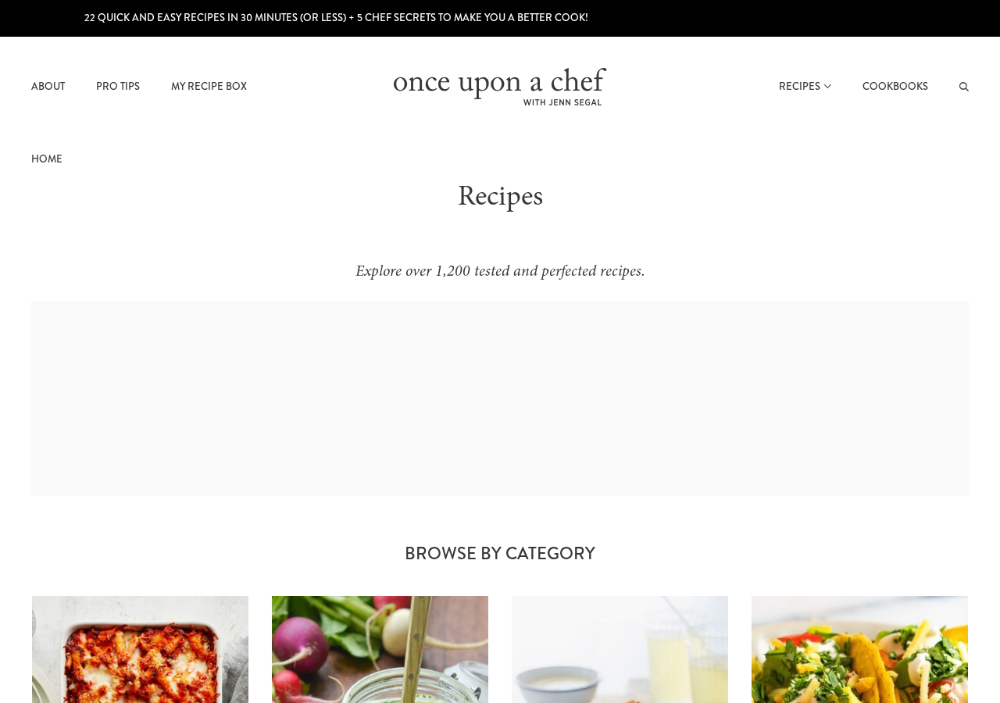 22 QUICK AND EASY RECIPES IN 30 MINUTES (OR LESS) + 5 CHEF SECRETS TO MAKE YOU A BETTER COOK!
ABOUT
PRO TIPS
MY RECIPE BOX
once upon a chef
WITH JENN SEGAL
RECIPES
COOKBOOKS
HOME
Recipes
Explore over 1,200 tested and perfected recipes.
BROWSE BY CATEGORY